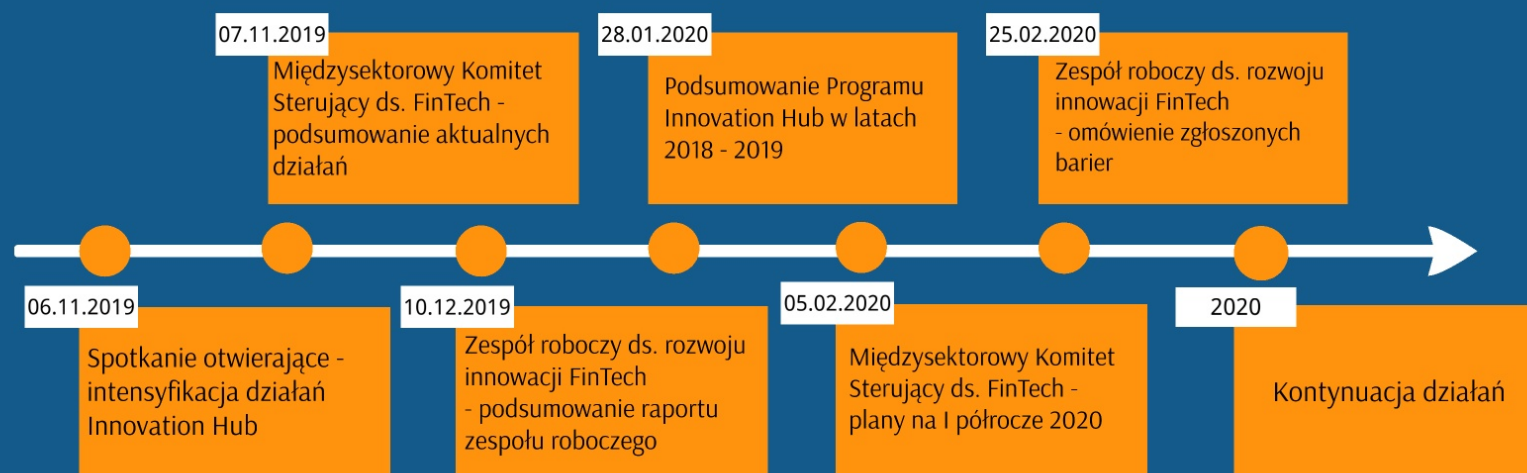 07.11.2019
Międzysektorowy Komitet
Sterujący ds. FinTech -
podsumowanie aktualnych
działań
28.01.2020
Podsumowanie Programu
Innovation Hub w latach
2018 - 2019
25.02.2020
Zespół roboczy ds. rozwoju
innowacji FinTech
- omówienie zgłoszonych
barier
06.11.2019
Spotkanie otwierające -
intensyfikacja działań
Innovation Hub
10.12.2019
Zespół roboczy ds. rozwoju
innowacji FinTech
- podsumowanie raportu
zespołu roboczego
05.02.2020
Międzysektorowy Komitet
Sterujący ds. FinTech -
plany na I półrocze 2020
2020
Kontynuacja działań